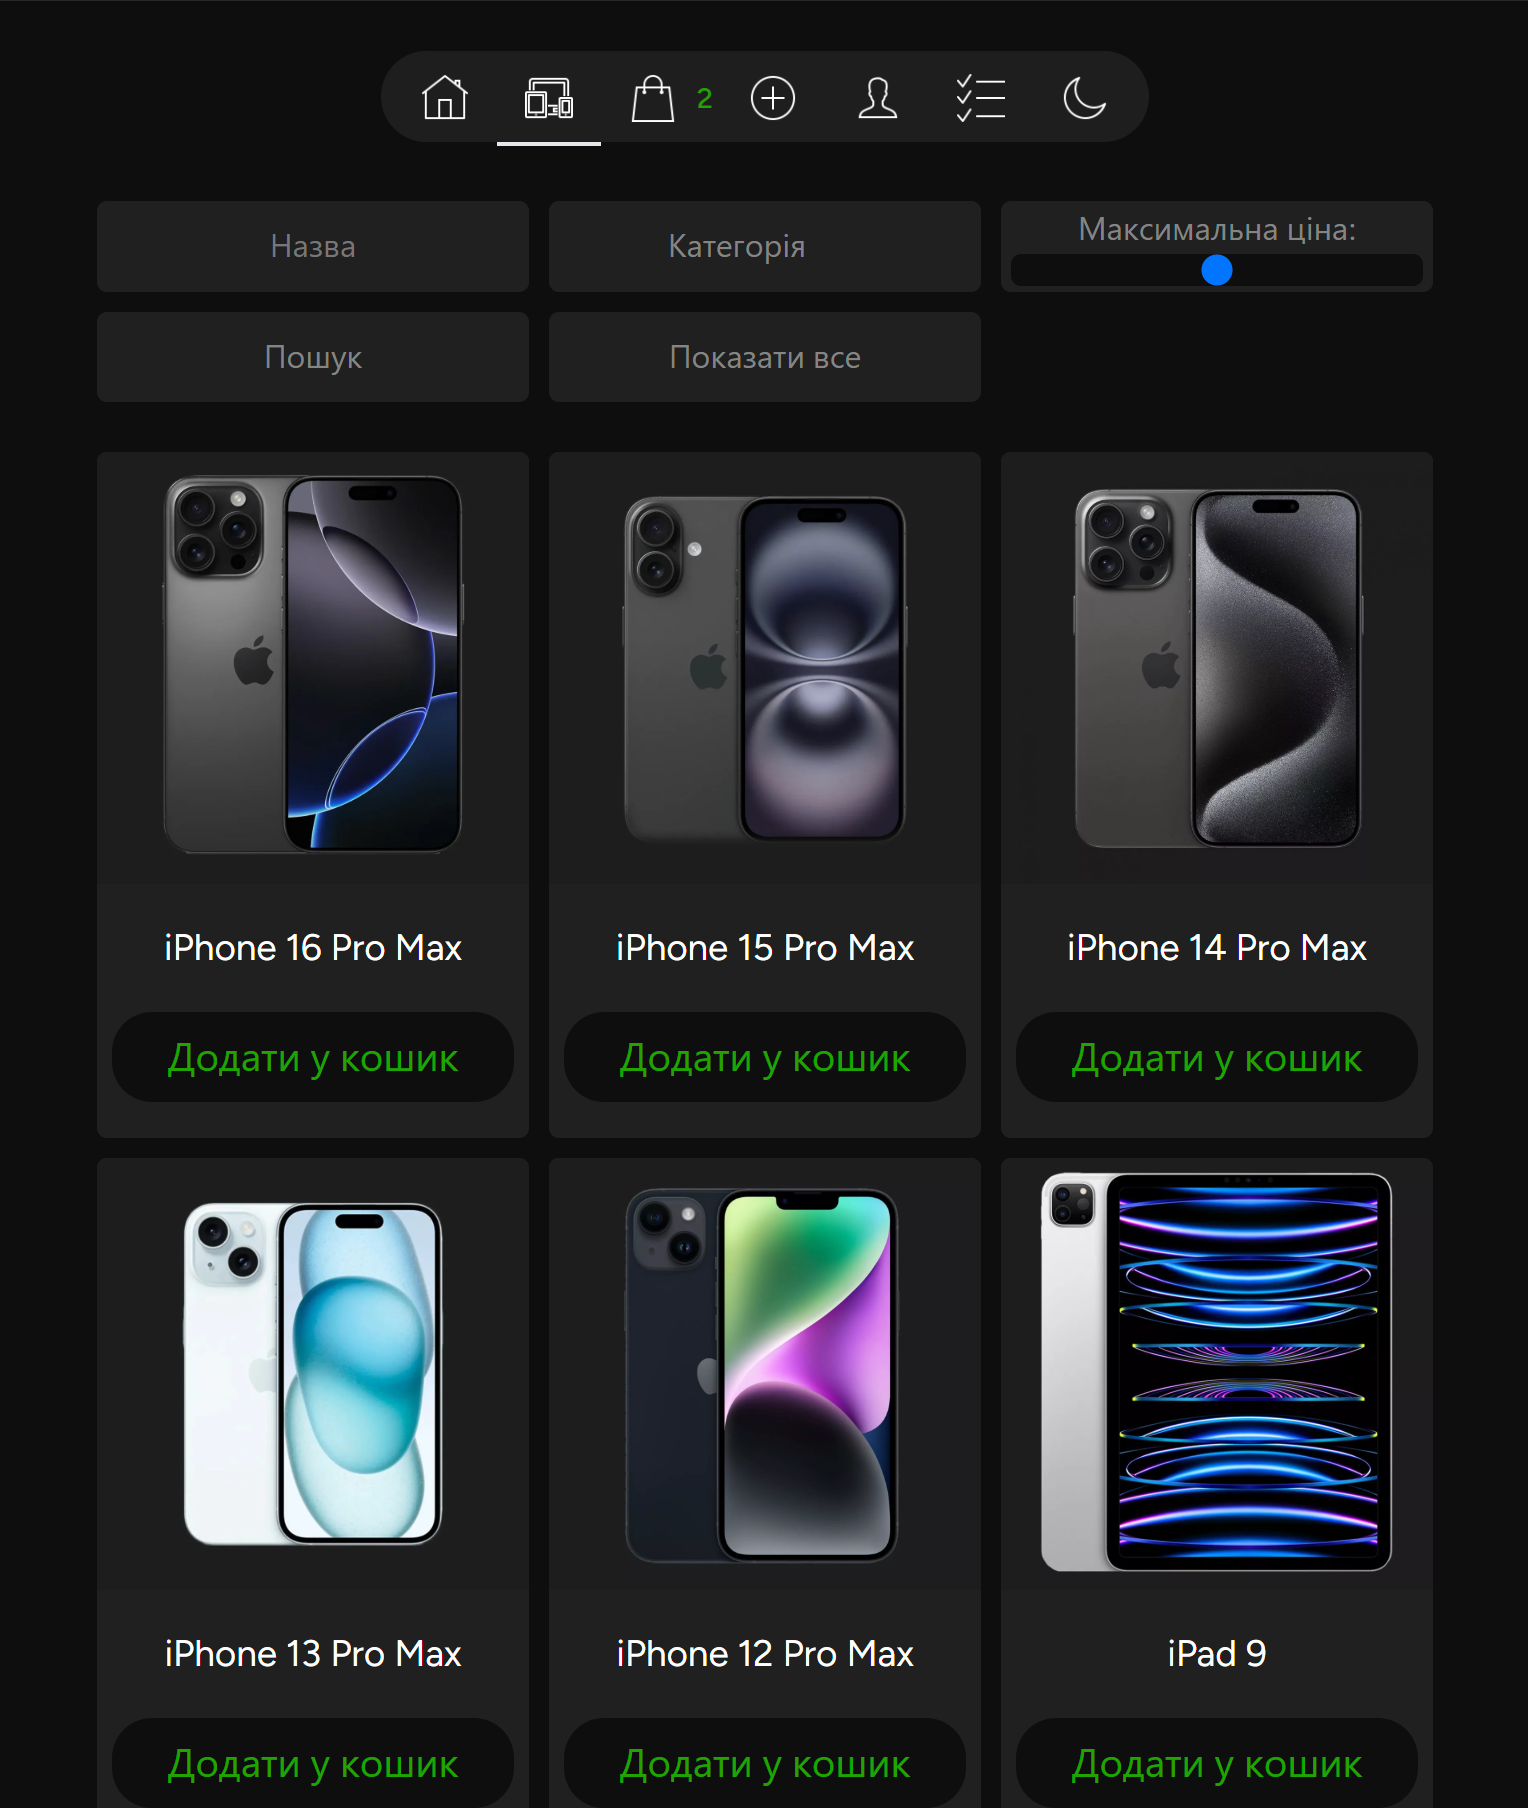 2
Назва
Категорія
Максимальна ціна:
Пошук
Показати все
iPhone 16 Pro Max
iPhone 15 Pro Max
iPhone 14 Pro Max
Додати у кошик
Додати у кошик
Додати у кошик
iPhone 13 Pro Max
iPhone 12 Pro Max
iPad 9
Додати у кошик
Додати у кошик
Додати у кошик